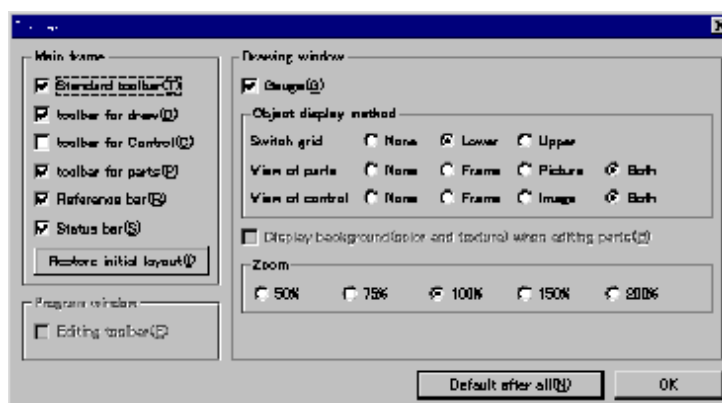 Main frame
Standard toolbar(T)
toolbar for draw(D)
toolbar for Control(C)
toolbar for parts(P)
Reference bar(R)
Status bar(S)
Restore initial layout(I)
Program window
Editing toolbar(E)
Drawing window
Gauge(G)
Object display method
Switch grid None Lower Upper
View of parts None Frame Picture Both
View of control None Frame Image Both
Display background(color and texture) when editing parts(H)
Zoom
50% 75% 100% 150% 200%
Default after all(N) OK